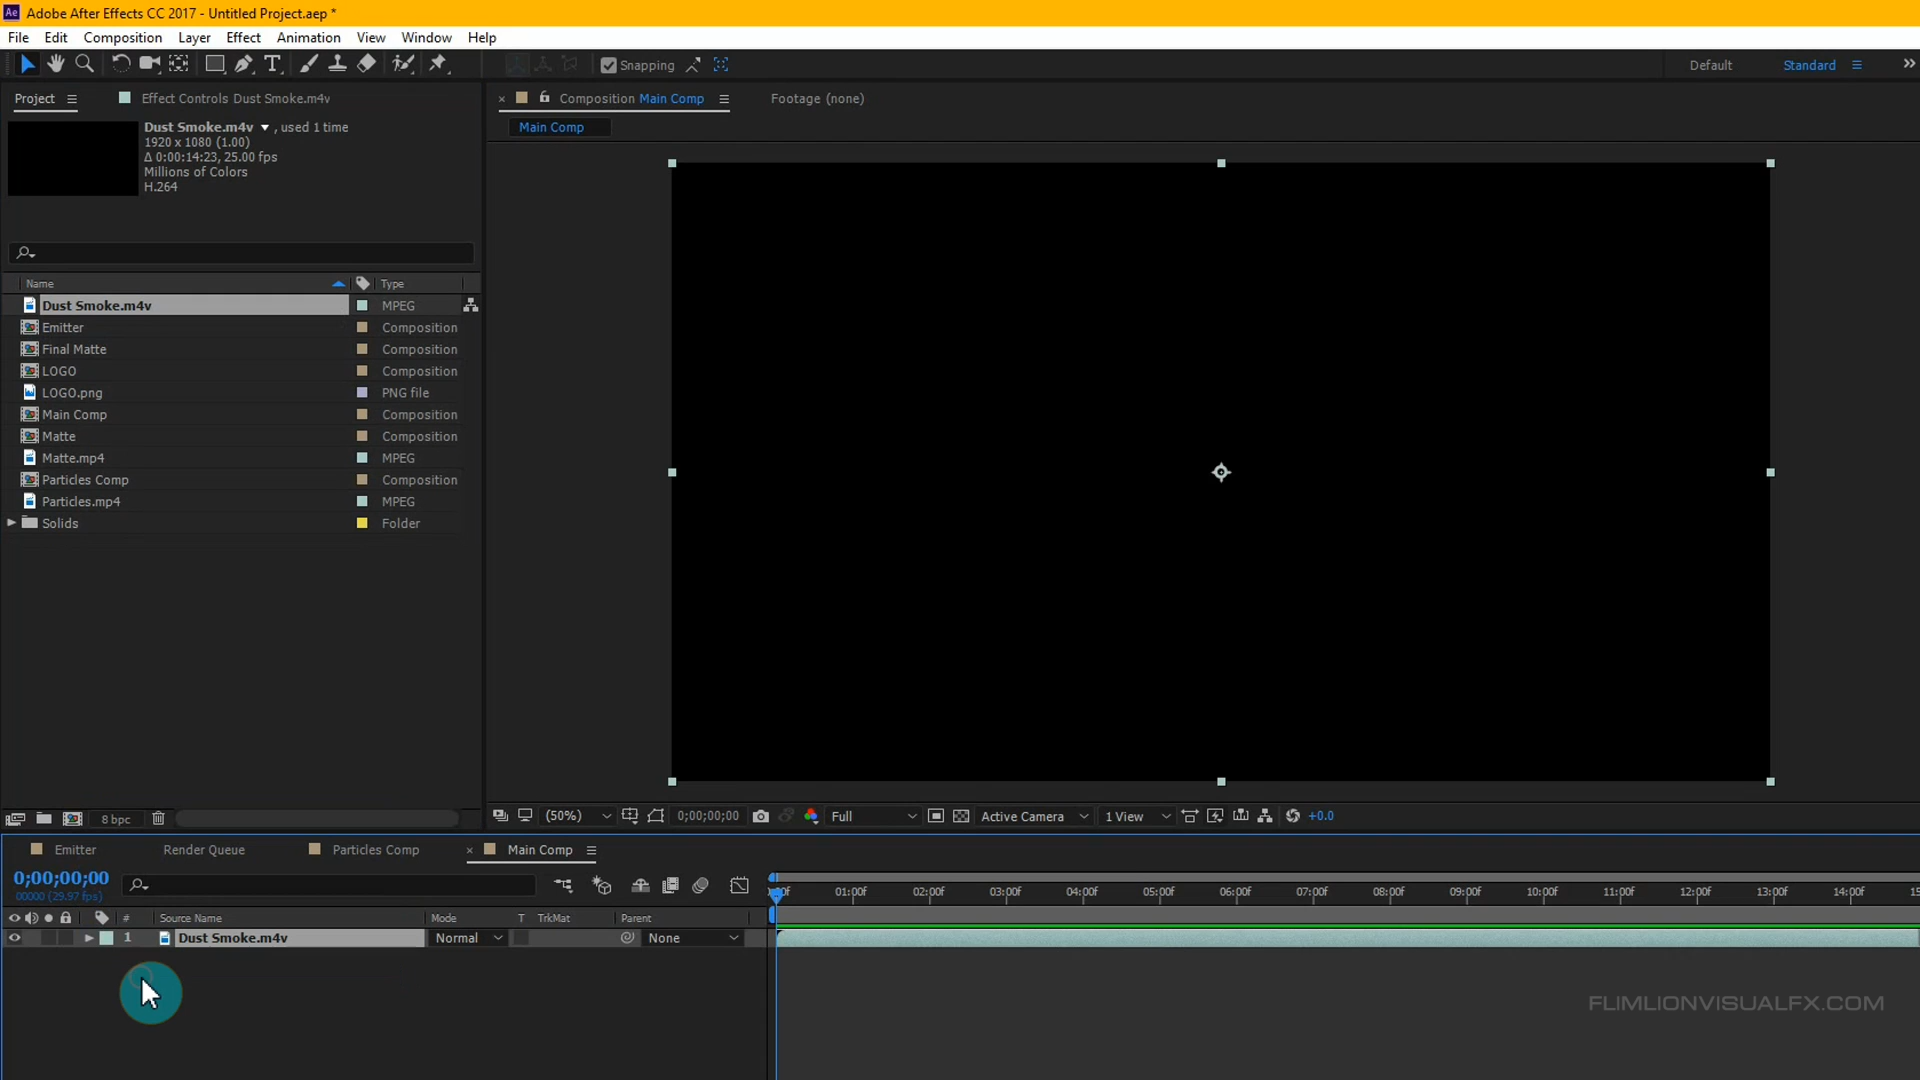 Adobe After Effects CC 2017 - Untitled Project.aep *
File Edit Composition Layer Effect Animation View Window Help
Snapping Default Standard
Project Effect Controls Dust Smoke.m4v Composition Main Comp Footage (none)
Main Comp
Dust Smoke.m4v , used 1 time
1920 x 1080 (1.00)
Δ 0:00:14:23, 25.00 fps
Millions of Colors
H.264
Name Type
Dust Smoke.m4v MPEG
Emitter Composition
Final Matte Composition
LOGO Composition
LOGO.png PNG file
Main Comp Composition
Matte Composition
Matte.mp4 MPEG
Particles Comp Composition
Particles.mp4 MPEG
Solids Folder
8 bpc (50%) 0;00;00;00 Full Active Camera 1 View +0.0
Emitter Render Queue Particles Comp Main Comp
0;00;00;00
00000 (29.97 fps)
01:00f 02:00f 03:00f 04:00f 05:00f 06:00f 07:00f 08:00f 09:00f 10:00f 11:00f 12:00f 13:00f 14:00f
# Source Name Mode T TrkMat Parent
1 Dust Smoke.m4v Normal None
FLIMLIONVISUALFX.COM